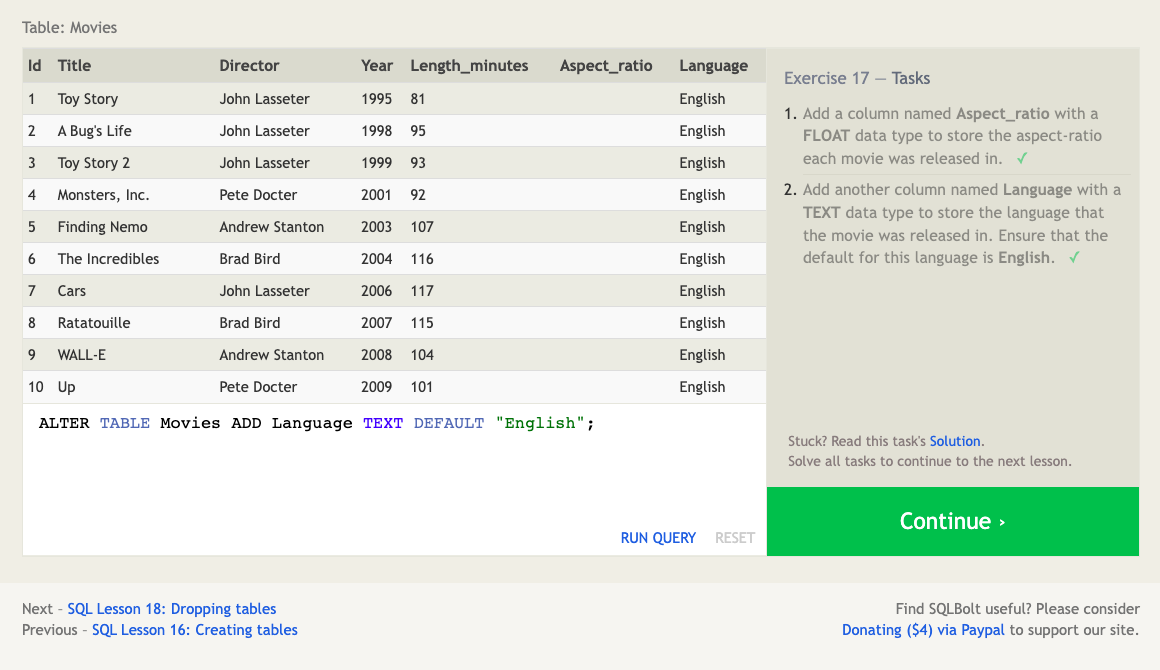 Table: Movies
Id Title Director Year Length_minutes Aspect_ratio Language
1 Toy Story John Lasseter 1995 81 English
2 A Bug's Life John Lasseter 1998 95 English
3 Toy Story 2 John Lasseter 1999 93 English
4 Monsters, Inc. Pete Docter 2001 92 English
5 Finding Nemo Andrew Stanton 2003 107 English
6 The Incredibles Brad Bird 2004 116 English
7 Cars John Lasseter 2006 117 English
8 Ratatouille Brad Bird 2007 115 English
9 WALL-E Andrew Stanton 2008 104 English
10 Up Pete Docter 2009 101 English
ALTER TABLE Movies ADD Language TEXT DEFAULT "English";
RUN QUERY RESET
Exercise 17 — Tasks
1. Add a column named Aspect_ratio with a
FLOAT data type to store the aspect-ratio
each movie was released in. ✓
2. Add another column named Language with a
TEXT data type to store the language that
the movie was released in. Ensure that the
default for this language is English. ✓
Stuck? Read this task's Solution.
Solve all tasks to continue to the next lesson.
Continue ›
Next – SQL Lesson 18: Dropping tables
Previous – SQL Lesson 16: Creating tables
Find SQLBolt useful? Please consider
Donating ($4) via Paypal to support our site.